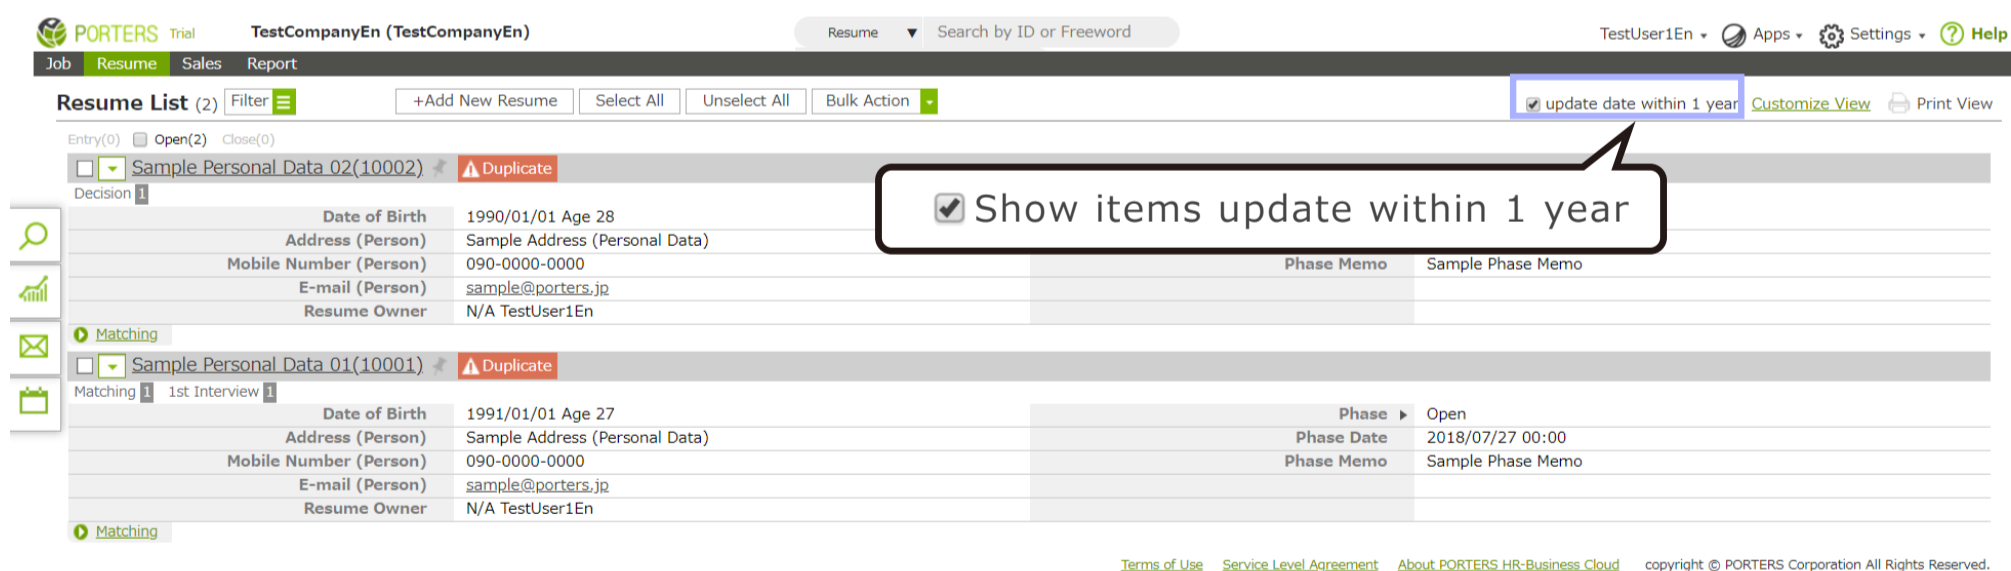 PORTERS Trial TestCompanyEn (TestCompanyEn) Resume ▼ Search by ID or Freeword TestUser1En ▾ Apps ▾ Settings ▾ ? Help
Job Resume Sales Report
Resume List (2) Filter +Add New Resume Select All Unselect All Bulk Action update date within 1 year Customize View Print View
Entry(0) Open(2) Close(0)
Sample Personal Data 02(10002) Duplicate
Decision 1
Show items update within 1 year
Date of Birth 1990/01/01 Age 28
Address (Person) Sample Address (Personal Data)
Mobile Number (Person) 090-0000-0000 Phase Memo Sample Phase Memo
E-mail (Person) sample@porters.jp
Resume Owner N/A TestUser1En
Matching
Sample Personal Data 01(10001) Duplicate
Matching 1 1st Interview 1
Date of Birth 1991/01/01 Age 27 Phase ▶ Open
Address (Person) Sample Address (Personal Data) Phase Date 2018/07/27 00:00
Mobile Number (Person) 090-0000-0000 Phase Memo Sample Phase Memo
E-mail (Person) sample@porters.jp
Resume Owner N/A TestUser1En
Matching
Terms of Use Service Level Agreement About PORTERS HR-Business Cloud copyright © PORTERS Corporation All Rights Reserved.